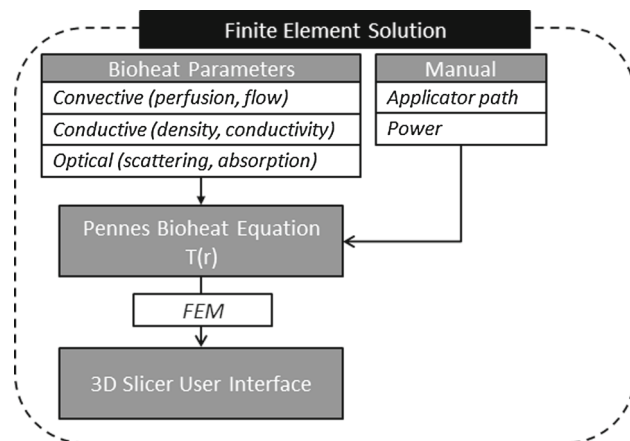 Finite Element Solution
Bioheat Parameters
Convective (perfusion, flow)
Conductive (density, conductivity)
Optical (scattering, absorption)
Manual
Applicator path
Power
Pennes Bioheat Equation
T(r)
FEM
3D Slicer User Interface